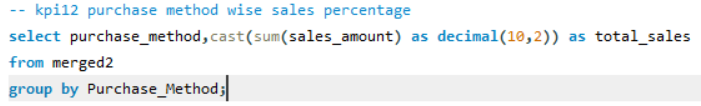 -- kpi12 purchase method wise sales percentage
select purchase_method,cast(sum(sales_amount) as decimal(10,2)) as total_sales
from merged2
group by Purchase_Method;